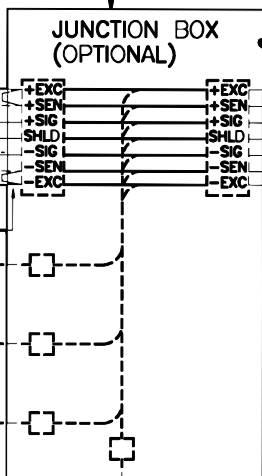 JUNCTION BOX
(OPTIONAL)
+EXC +EXC
+SEN +SEN
+SIG +SIG
SHLD SHLD
-SIG -SIG
-SEN -SEN
-EXC -EXC